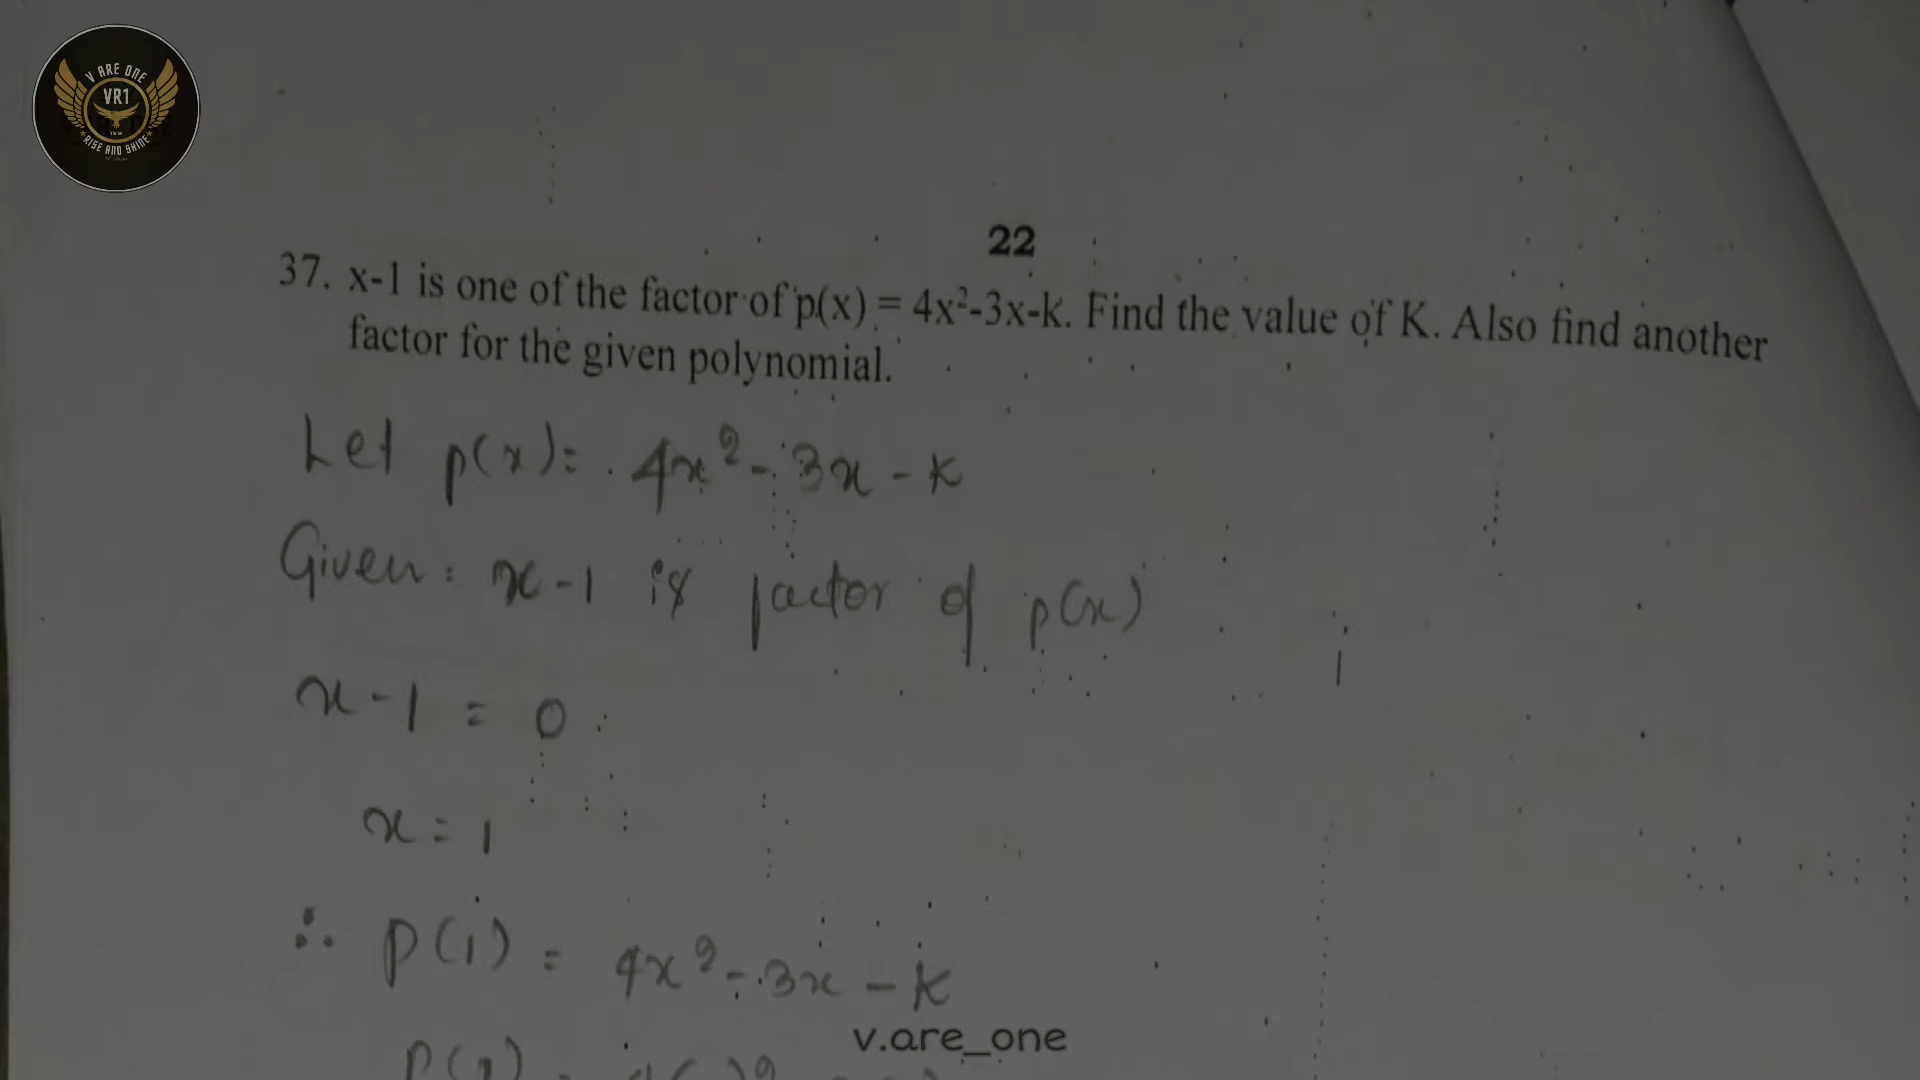 V ARE ONE
VR1
RISE AND SHINE
22
37. x-1 is one of the factor of p(x) = 4x²-3x-k. Find the value of K. Also find another
factor for the given polynomial.
Let p(x) = 4x² - 3x - k
Given: x-1 is factor of p(x)
x-1 = 0
x = 1
∴ p(1) = 4x² - 3x - k
v.are_one